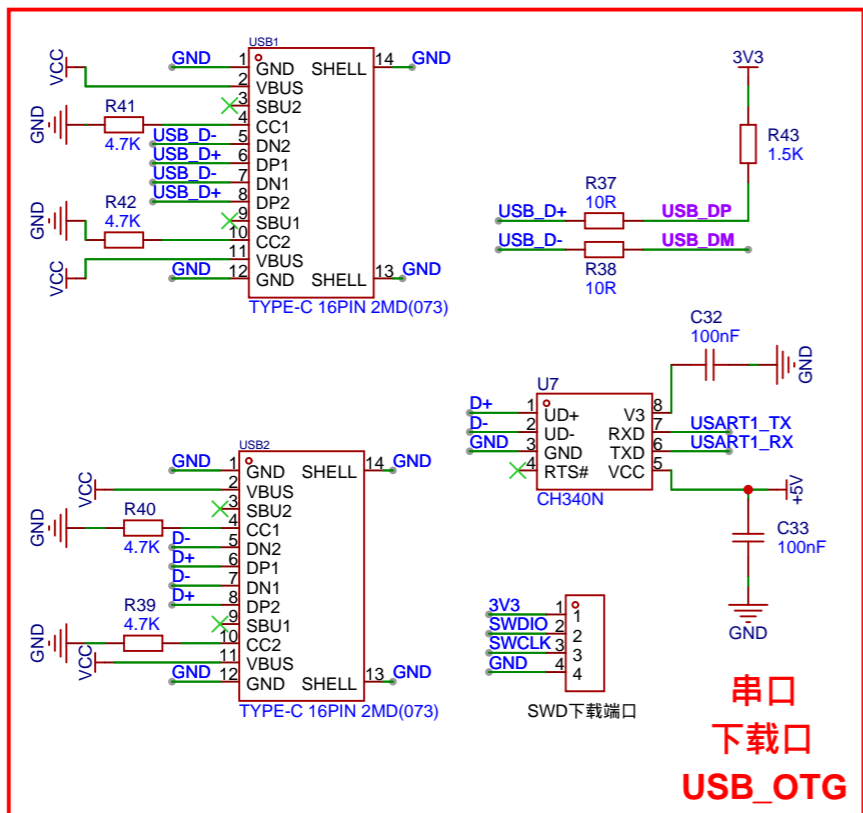 USB1
GND 1 GND SHELL 14 GND
VCC 2 VBUS
3 SBU2
GND R41 4.7K 4 CC1
USB_D- 5 DN2
USB_D+ 6 DP1
USB_D- 7 DN1
USB_D+ 8 DP2
9 SBU1
GND R42 4.7K 10 CC2
VCC 11 VBUS
GND 12 GND SHELL 13 GND
TYPE-C 16PIN 2MD(073)
3V3
R43
1.5K
R37
10R
USB_D+ USB_DP
USB_D- USB_DM
R38
10R
C32
100nF
GND
U7
D+ 1 UD+ V3 8
D- 2 UD- RXD 7 USART1_TX
GND 3 GND TXD 6 USART1_RX
4 RTS# VCC 5
CH340N
+5V
C33
100nF
GND
USB2
GND 1 GND SHELL 14 GND
VCC 2 VBUS
3 SBU2
GND R40 4.7K 4 CC1
D- 5 DN2
D+ 6 DP1
D- 7 DN1
D+ 8 DP2
9 SBU1
GND R39 4.7K 10 CC2
VCC 11 VBUS
GND 12 GND SHELL 13 GND
TYPE-C 16PIN 2MD(073)
3V3 1 1
SWDIO 2 2
SWCLK 3 3
GND 4 4
SWD下载端口
串口
下载口
USB_OTG